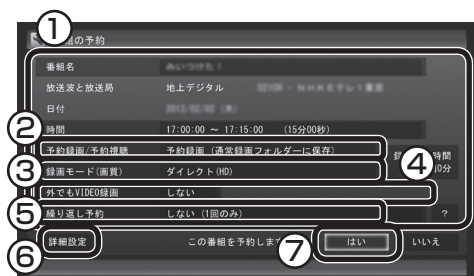 ①
組の予約
番組名
放送波と放送局 地上デジタル
日付
② 時間 17:00:00 ～ 17:15:00 (15分00秒)
予約録画/予約視聴 予約録画（通常録画フォルダーに保存）
③ 録画モード(画質) ダイレクト(HD) ④ 時間
外でもVIDEO録画 しない 0分
⑤ 繰り返し予約 しない（1回のみ） ?
⑥ 詳細設定 この番組を予約しま ⑦ はい いいえ